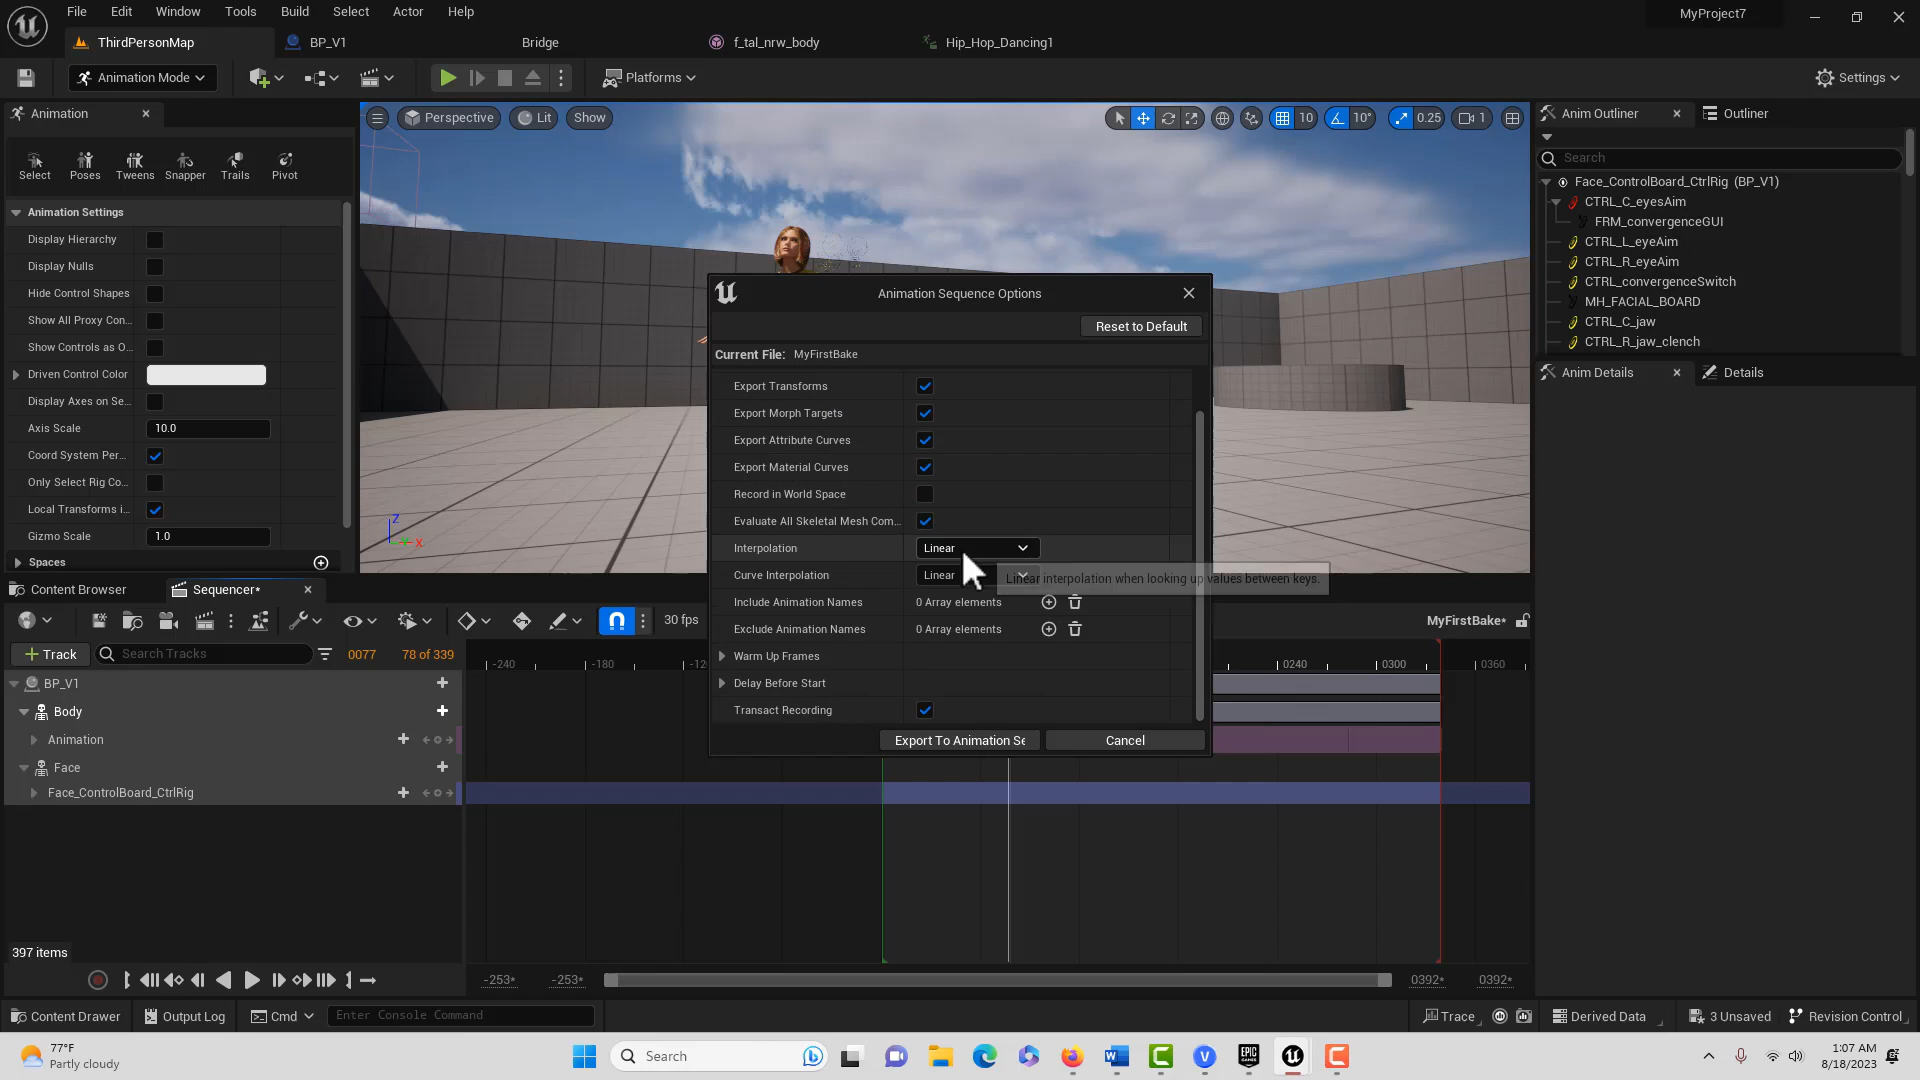 File Edit Window Tools Build Select Actor Help
MyProject7
ThirdPersonMap BP_V1 Bridge f_tal_nrw_body Hip_Hop_Dancing1
Animation Mode Platforms Settings
Animation
Select Poses Tweens Snapper Trails Pivot
Animation Settings
Display Hierarchy
Display Nulls
Hide Control Shapes
Show All Proxy Con...
Show Controls as O...
Driven Control Color
Display Axes on Se...
Axis Scale 10.0
Coord System Per...
Only Select Rig Co...
Local Transforms i...
Gizmo Scale 1.0
Spaces
Perspective Lit Show
10 10° 0.25 1
Z
X
Anim Outliner Outliner
Search
Face_ControlBoard_CtrlRig (BP_V1)
CTRL_C_eyesAim
FRM_convergenceGUI
CTRL_L_eyeAim
CTRL_R_eyeAim
CTRL_convergenceSwitch
MH_FACIAL_BOARD
CTRL_C_jaw
CTRL_R_jaw_clench
Anim Details Details
Animation Sequence Options
Reset to Default
Current File: MyFirstBake
Export Transforms
Export Morph Targets
Export Attribute Curves
Export Material Curves
Record in World Space
Evaluate All Skeletal Mesh Com...
Interpolation Linear
Curve Interpolation Linear
Linear interpolation when looking up values between keys.
Include Animation Names 0 Array elements
Exclude Animation Names 0 Array elements
Warm Up Frames
Delay Before Start
Transact Recording
Export To Animation Se Cancel
Content Browser Sequencer*
30 fps MyFirstBake*
Track Search Tracks 0077 78 of 339
-240 -180 -12 0240 0300 0360
BP_V1
Body
Animation
Face
Face_ControlBoard_CtrlRig
397 items
-253* -253* 0392* 0392*
Content Drawer Output Log Cmd Enter Console Command Trace Derived Data 3 Unsaved Revision Control
77°F
Partly cloudy
Search
EPIC GAMES
1:07 AM
8/18/2023